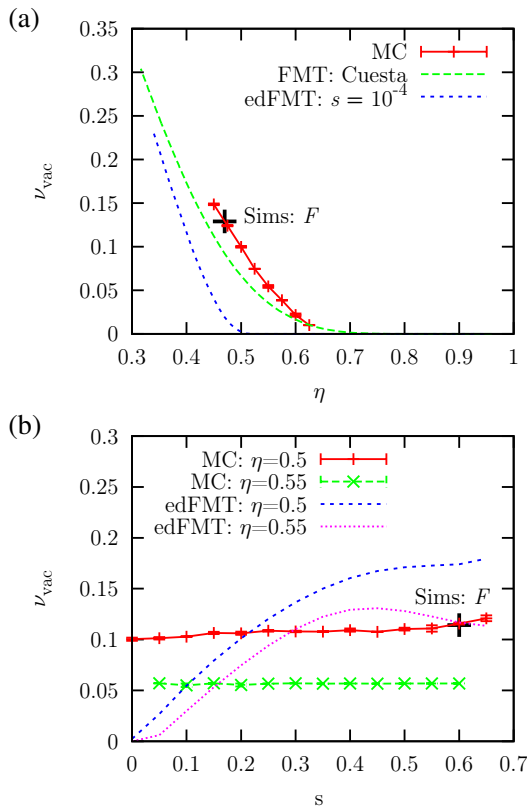 (a)
0.35
0.3
0.25
0.2
0.15
0.1
0.05
0
ν_vac
MC
FMT: Cuesta
edFMT: s = 10^-4
Sims: F
0.3 0.4 0.5 0.6 0.7 0.8 0.9 1
η
(b)
0.3
0.25
0.2
0.15
0.1
0.05
0
ν_vac
MC: η=0.5
MC: η=0.55
edFMT: η=0.5
edFMT: η=0.55
Sims: F
0 0.1 0.2 0.3 0.4 0.5 0.6 0.7
s